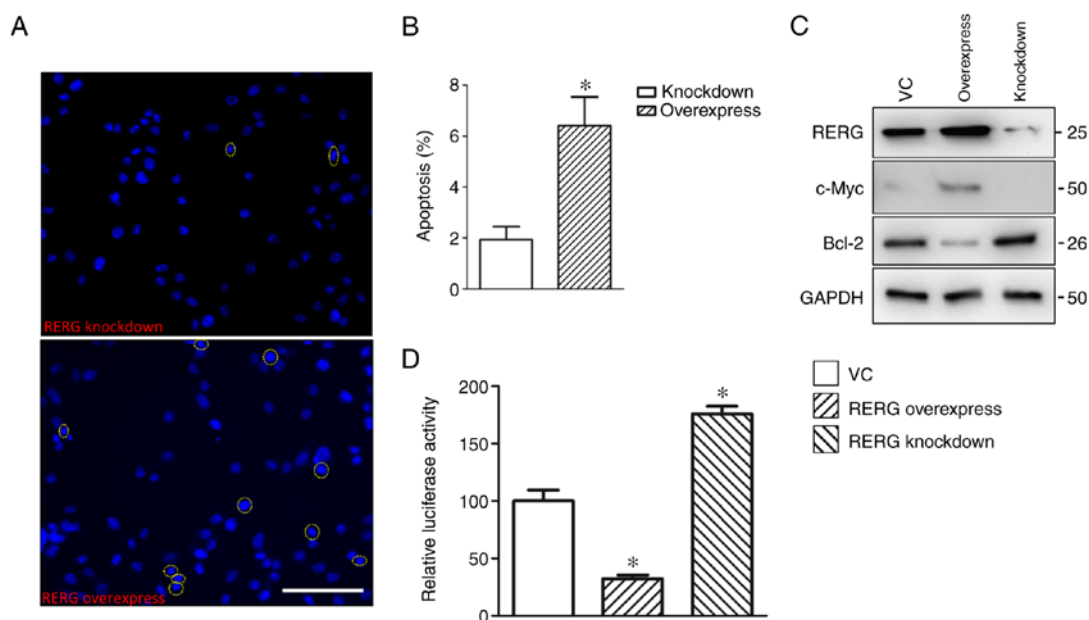 A
RERG knockdown
RERG overexpress
B
8
6
4
2
0
Apoptosis (%)
*
Knockdown
Overexpress
C
VC
Overexpress
Knockdown
RERG
25
c-Myc
50
Bcl-2
26
GAPDH
50
D
200
150
100
50
0
Relative luciferase activity
*
*
VC
RERG overexpress
RERG knockdown